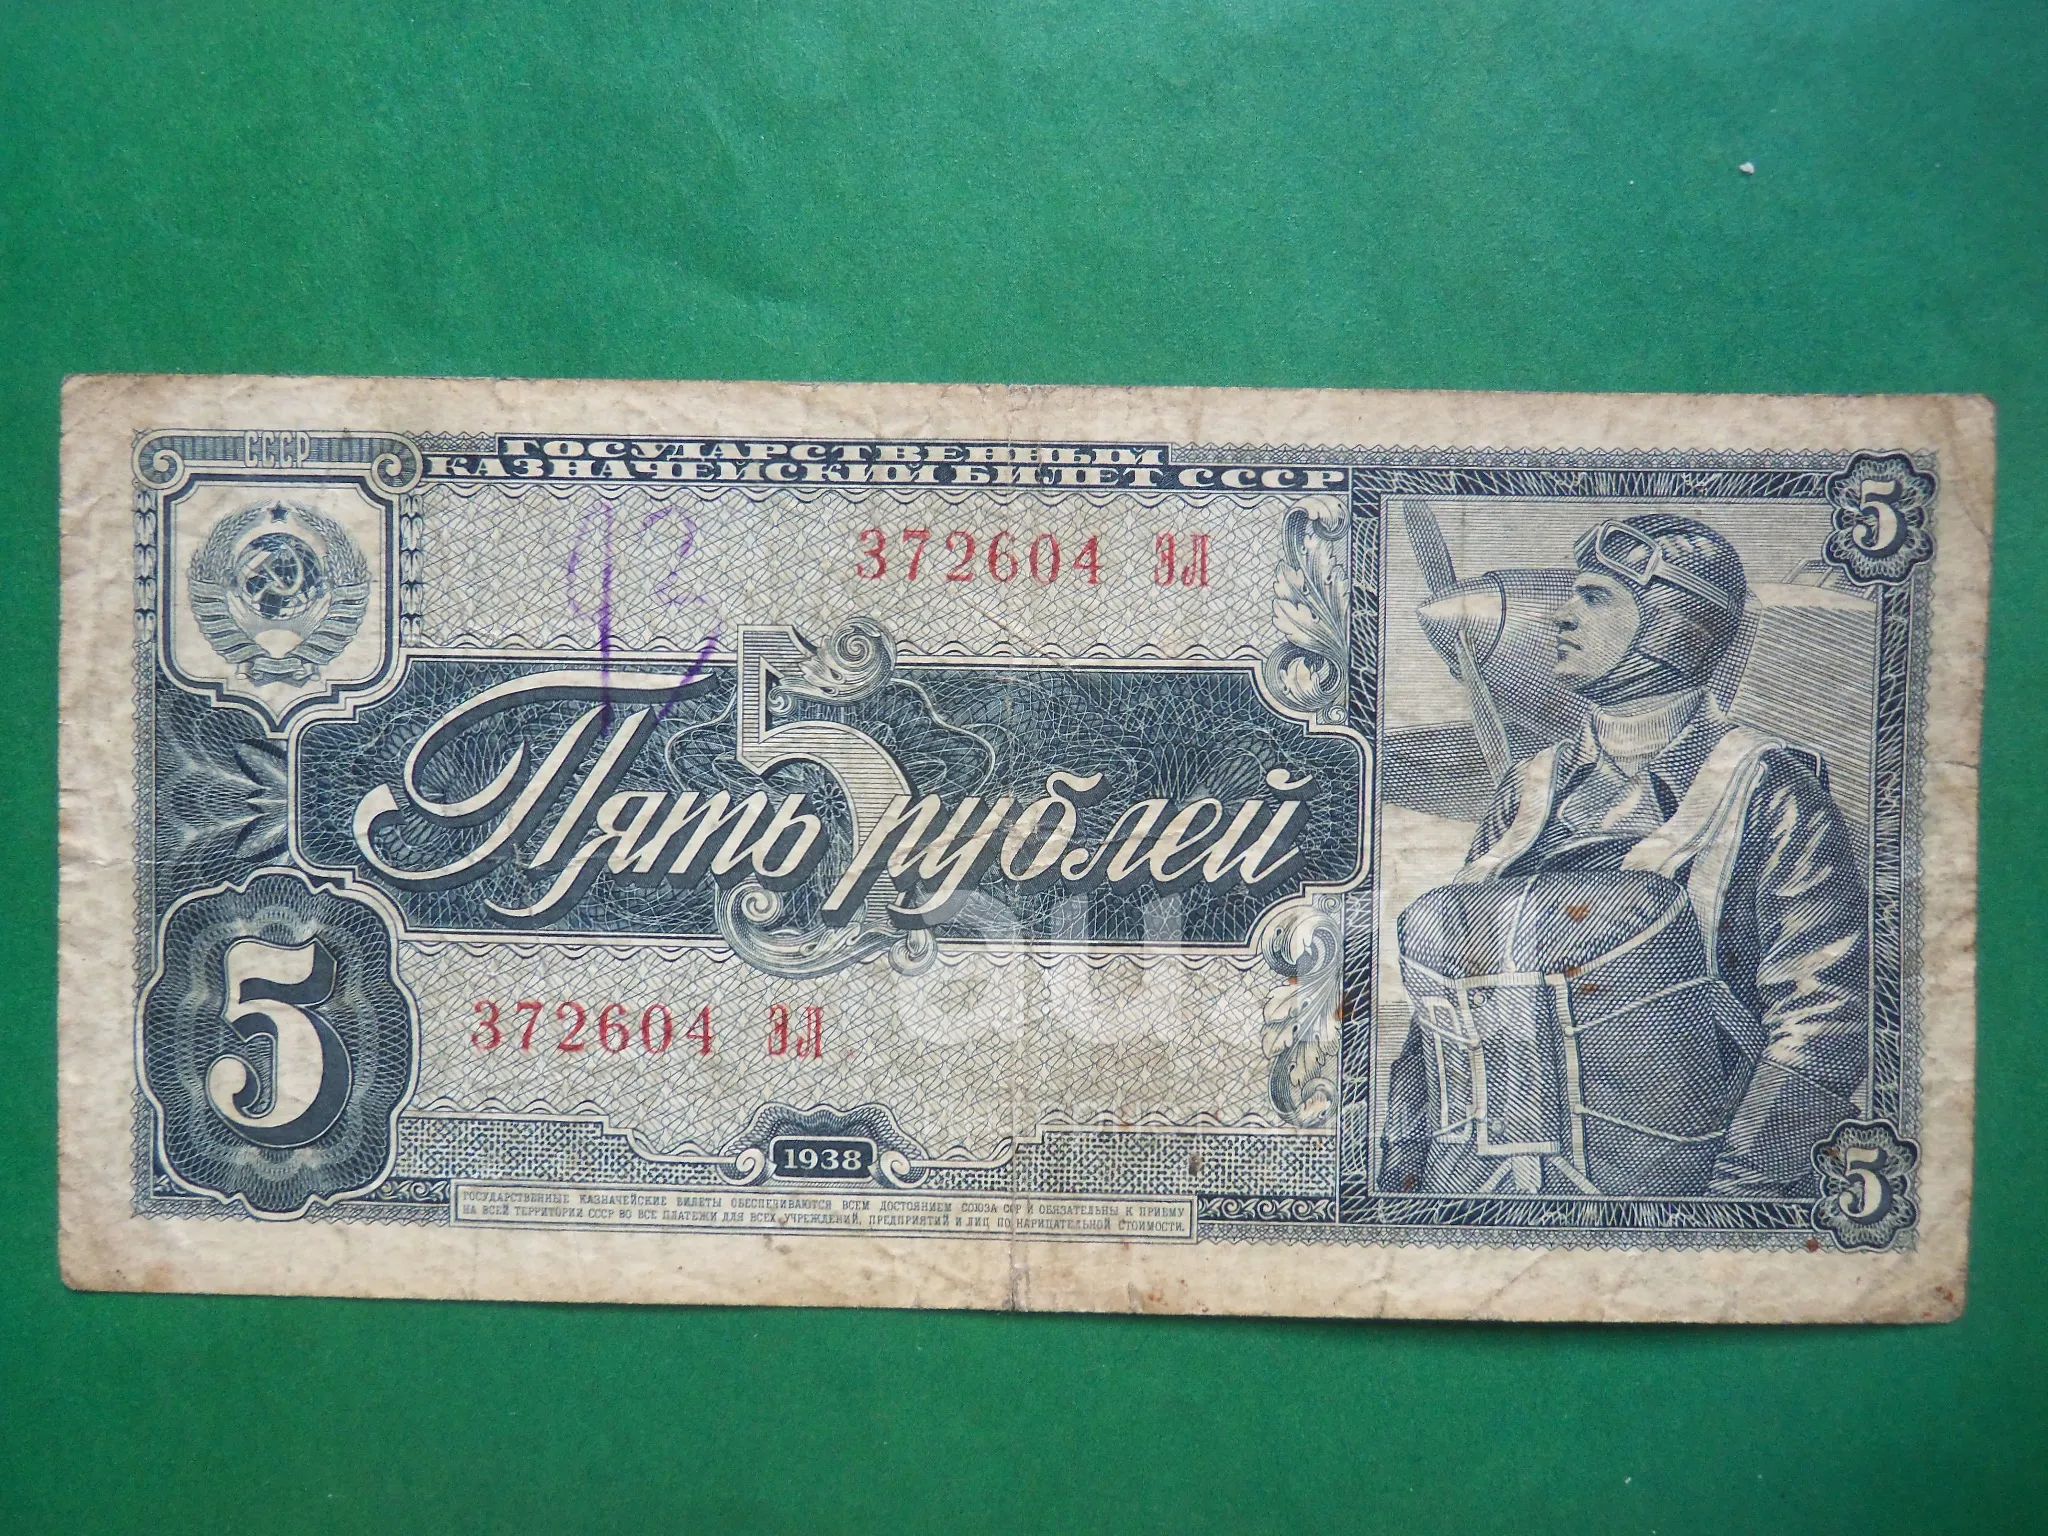 СССР
ГОСУДАРСТВЕННЫЙ
КАЗНАЧЕЙСКИЙ БИЛЕТ СССР
5
372604 ЭЛ
5
Пять рублей
372604 ЭЛ
5
1938
5
ГОСУДАРСТВЕННЫЕ КАЗНАЧЕЙСКИЕ БИЛЕТЫ ОБЕСПЕЧИВАЮТСЯ ВСЕМ ДОСТОЯНИЕМ СОЮЗА ССР И ОБЯЗАТЕЛЬНЫ К ПРИЕМУ
НА ВСЕЙ ТЕРРИТОРИИ СССР ВО ВСЕ ПЛАТЕЖИ ДЛЯ ВСЕХ УЧРЕЖДЕНИЙ, ПРЕДПРИЯТИЙ И ЛИЦ ПО НАРИЦАТЕЛЬНОЙ СТОИМОСТИ.